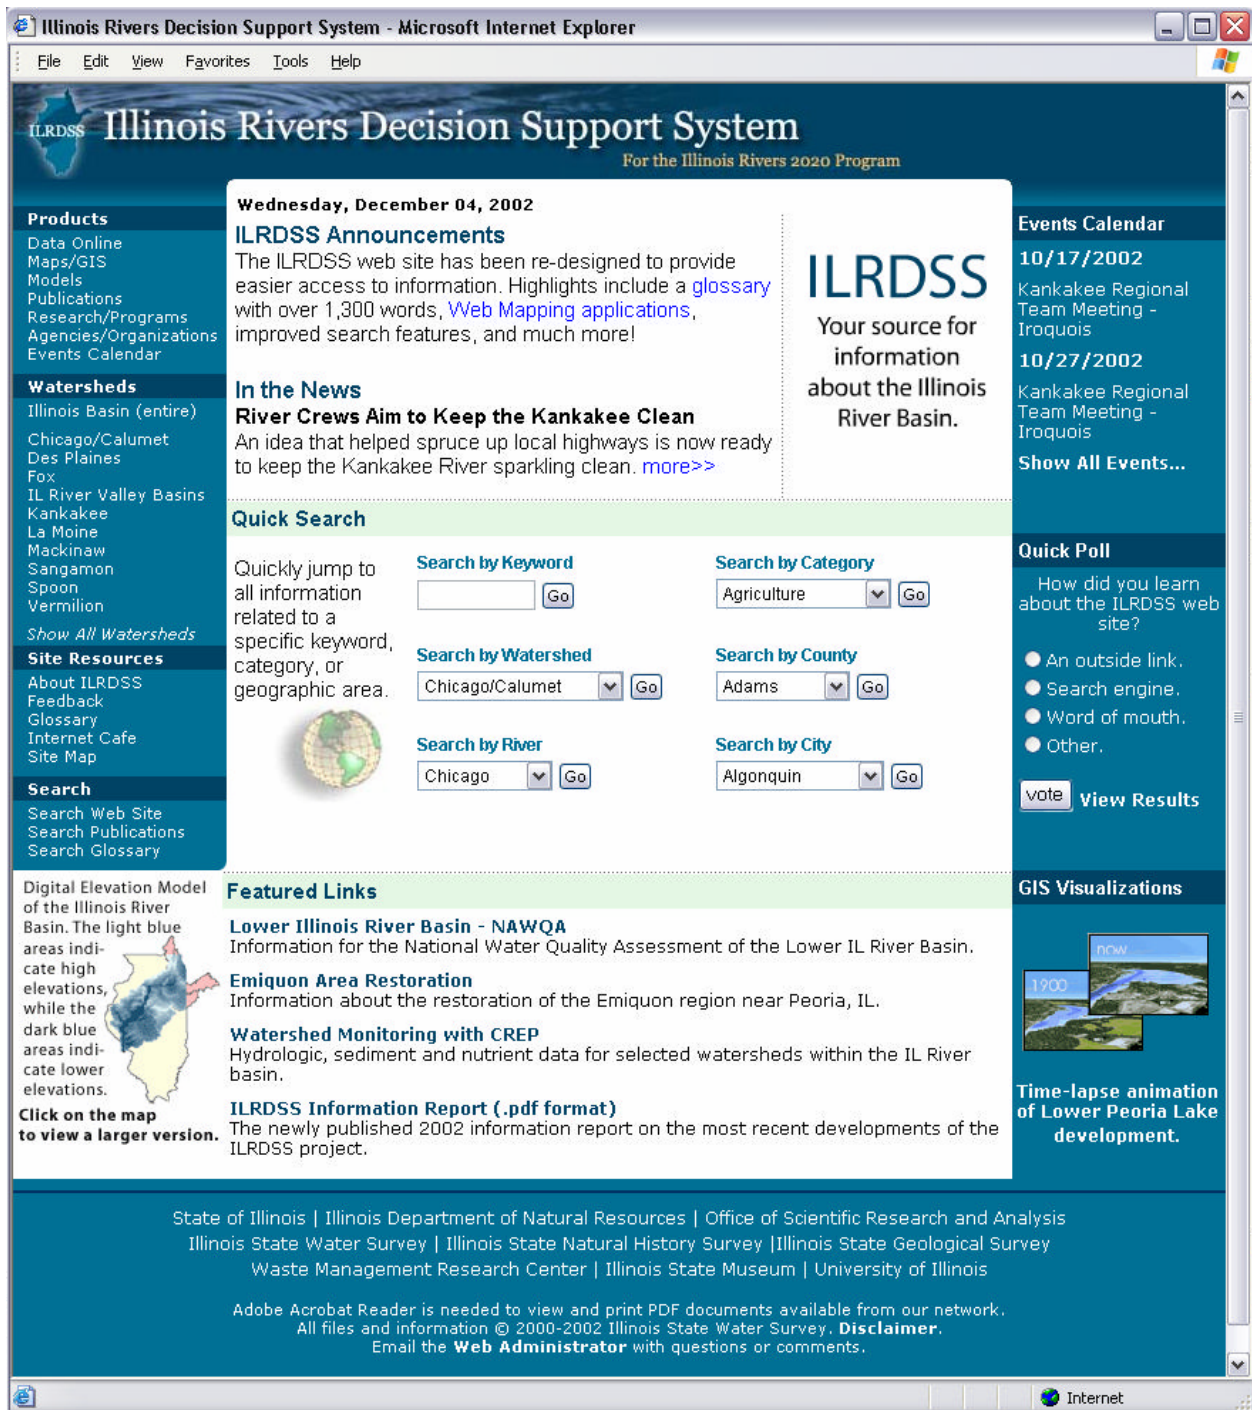 Illinois Rivers Decision Support System - Microsoft Internet Explorer
File Edit View Favorites Tools Help
ILRDSS
Illinois Rivers Decision Support System
For the Illinois Rivers 2020 Program
Products
Data Online
Maps/GIS
Models
Publications
Research/Programs
Agencies/Organizations
Events Calendar
Watersheds
Illinois Basin (entire)
Chicago/Calumet
Des Plaines
Fox
IL River Valley Basins
Kankakee
La Moine
Mackinaw
Sangamon
Spoon
Vermilion
Show All Watersheds
Site Resources
About ILRDSS
Feedback
Glossary
Internet Cafe
Site Map
Search
Search Web Site
Search Publications
Search Glossary
Digital Elevation Model
of the Illinois River
Basin. The light blue
areas indi-
cate high
elevations,
while the
dark blue
areas indi-
cate lower
elevations.
Click on the map
to view a larger version.
Wednesday, December 04, 2002
ILRDSS Announcements
The ILRDSS web site has been re-designed to provide
easier access to information. Highlights include a glossary
with over 1,300 words, Web Mapping applications,
improved search features, and much more!
In the News
River Crews Aim to Keep the Kankakee Clean
An idea that helped spruce up local highways is now ready
to keep the Kankakee River sparkling clean. more>>
ILRDSS
Your source for
information
about the Illinois
River Basin.
Quick Search
Quickly jump to
all information
related to a
specific keyword,
category, or
geographic area.
Search by Keyword
Go
Search by Category
Agriculture Go
Search by Watershed
Chicago/Calumet Go
Search by County
Adams Go
Search by River
Chicago Go
Search by City
Algonquin Go
Featured Links
Lower Illinois River Basin - NAWQA
Information for the National Water Quality Assessment of the Lower IL River Basin.
Emiquon Area Restoration
Information about the restoration of the Emiquon region near Peoria, IL.
Watershed Monitoring with CREP
Hydrologic, sediment and nutrient data for selected watersheds within the IL River
basin.
ILRDSS Information Report (.pdf format)
The newly published 2002 information report on the most recent developments of the
ILRDSS project.
Events Calendar
10/17/2002
Kankakee Regional
Team Meeting -
Iroquois
10/27/2002
Kankakee Regional
Team Meeting -
Iroquois
Show All Events...
Quick Poll
How did you learn
about the ILRDSS web
site?
An outside link.
Search engine.
Word of mouth.
Other.
vote View Results
GIS Visualizations
now
1900
Time-lapse animation
of Lower Peoria Lake
development.
State of Illinois | Illinois Department of Natural Resources | Office of Scientific Research and Analysis
Illinois State Water Survey | Illinois State Natural History Survey |Illinois State Geological Survey
Waste Management Research Center | Illinois State Museum | University of Illinois
Adobe Acrobat Reader is needed to view and print PDF documents available from our network.
All files and information © 2000-2002 Illinois State Water Survey. Disclaimer.
Email the Web Administrator with questions or comments.
Internet